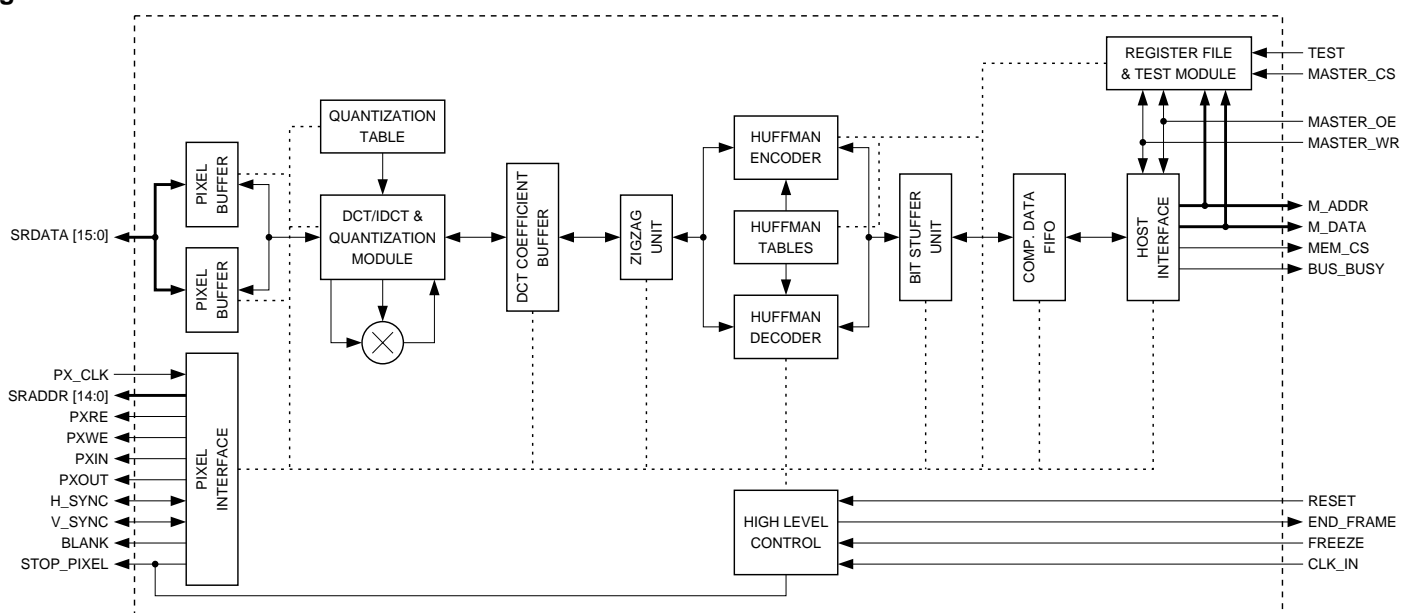 REGISTER FILE
& TEST MODULE
TEST
MASTER_CS
MASTER_OE
MASTER_WR
QUANTIZATION
TABLE
PIXEL
BUFFER
PIXEL
BUFFER
SRDATA [15:0]
DCT/IDCT &
QUANTIZATION
MODULE
DCT COEFFICIENT
BUFFER
ZIGZAG
UNIT
HUFFMAN
ENCODER
HUFFMAN
TABLES
HUFFMAN
DECODER
BIT STUFFER
UNIT
COMP. DATA
FIFO
HOST
INTERFACE
M_ADDR
M_DATA
MEM_CS
BUS_BUSY
PX_CLK
SRADDR [14:0]
PXRE
PXWE
PXIN
PXOUT
H_SYNC
V_SYNC
BLANK
STOP_PIXEL
PIXEL
INTERFACE
HIGH LEVEL
CONTROL
RESET
END_FRAME
FREEZE
CLK_IN